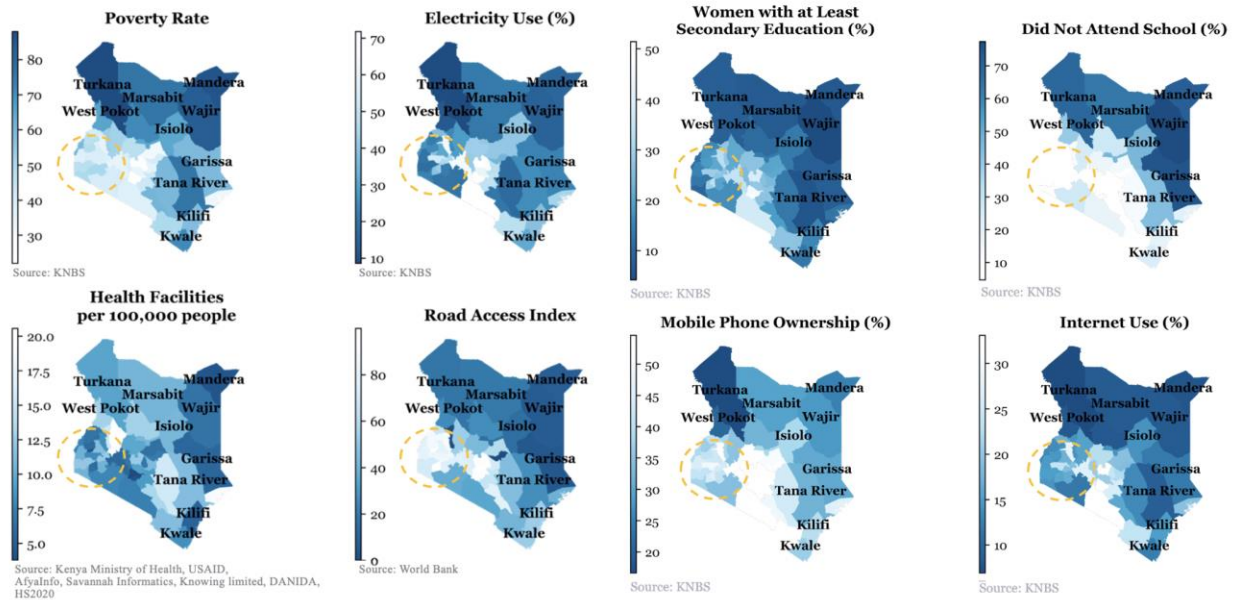 Poverty Rate
80
70
60
50
40
30
Turkana
Mandera
Marsabit
West Pokot
Wajir
Isiolo
Garissa
Tana River
Kilifi
Kwale
Source: KNBS
Electricity Use (%)
70
60
50
40
30
20
10
Turkana
Mandera
Marsabit
West Pokot
Wajir
Isiolo
Garissa
Tana River
Kilifi
Kwale
Source: KNBS
Women with at Least
Secondary Education (%)
50
40
30
20
10
Turkana
Mandera
Marsabit
West Pokot
Wajir
Isiolo
Garissa
Tana River
Kilifi
Kwale
Source: KNBS
Did Not Attend School (%)
70
60
50
40
30
20
10
Turkana
Mandera
Marsabit
West Pokot
Wajir
Isiolo
Garissa
Tana River
Kilifi
Kwale
Source: KNBS
Health Facilities
per 100,000 people
20.0
17.5
15.0
12.5
10.0
7.5
5.0
Turkana
Mandera
Marsabit
West Pokot
Wajir
Isiolo
Garissa
Tana River
Kilifi
Kwale
Source: Kenya Ministry of Health, USAID,
AfyaInfo, Savannah Informatics, Knowing limited, DANIDA,
HS2020
Road Access Index
80
60
40
20
0
Turkana
Mandera
Marsabit
West Pokot
Wajir
Isiolo
Garissa
Tana River
Kilifi
Kwale
Source: World Bank
Mobile Phone Ownership (%)
50
45
40
35
30
25
20
Turkana
Mandera
Marsabit
West Pokot
Wajir
Isiolo
Garissa
Tana River
Kilifi
Kwale
Source: KNBS
Internet Use (%)
30
25
20
15
10
Turkana
Mandera
Marsabit
West Pokot
Wajir
Isiolo
Garissa
Tana River
Kilifi
Kwale
Source: KNBS